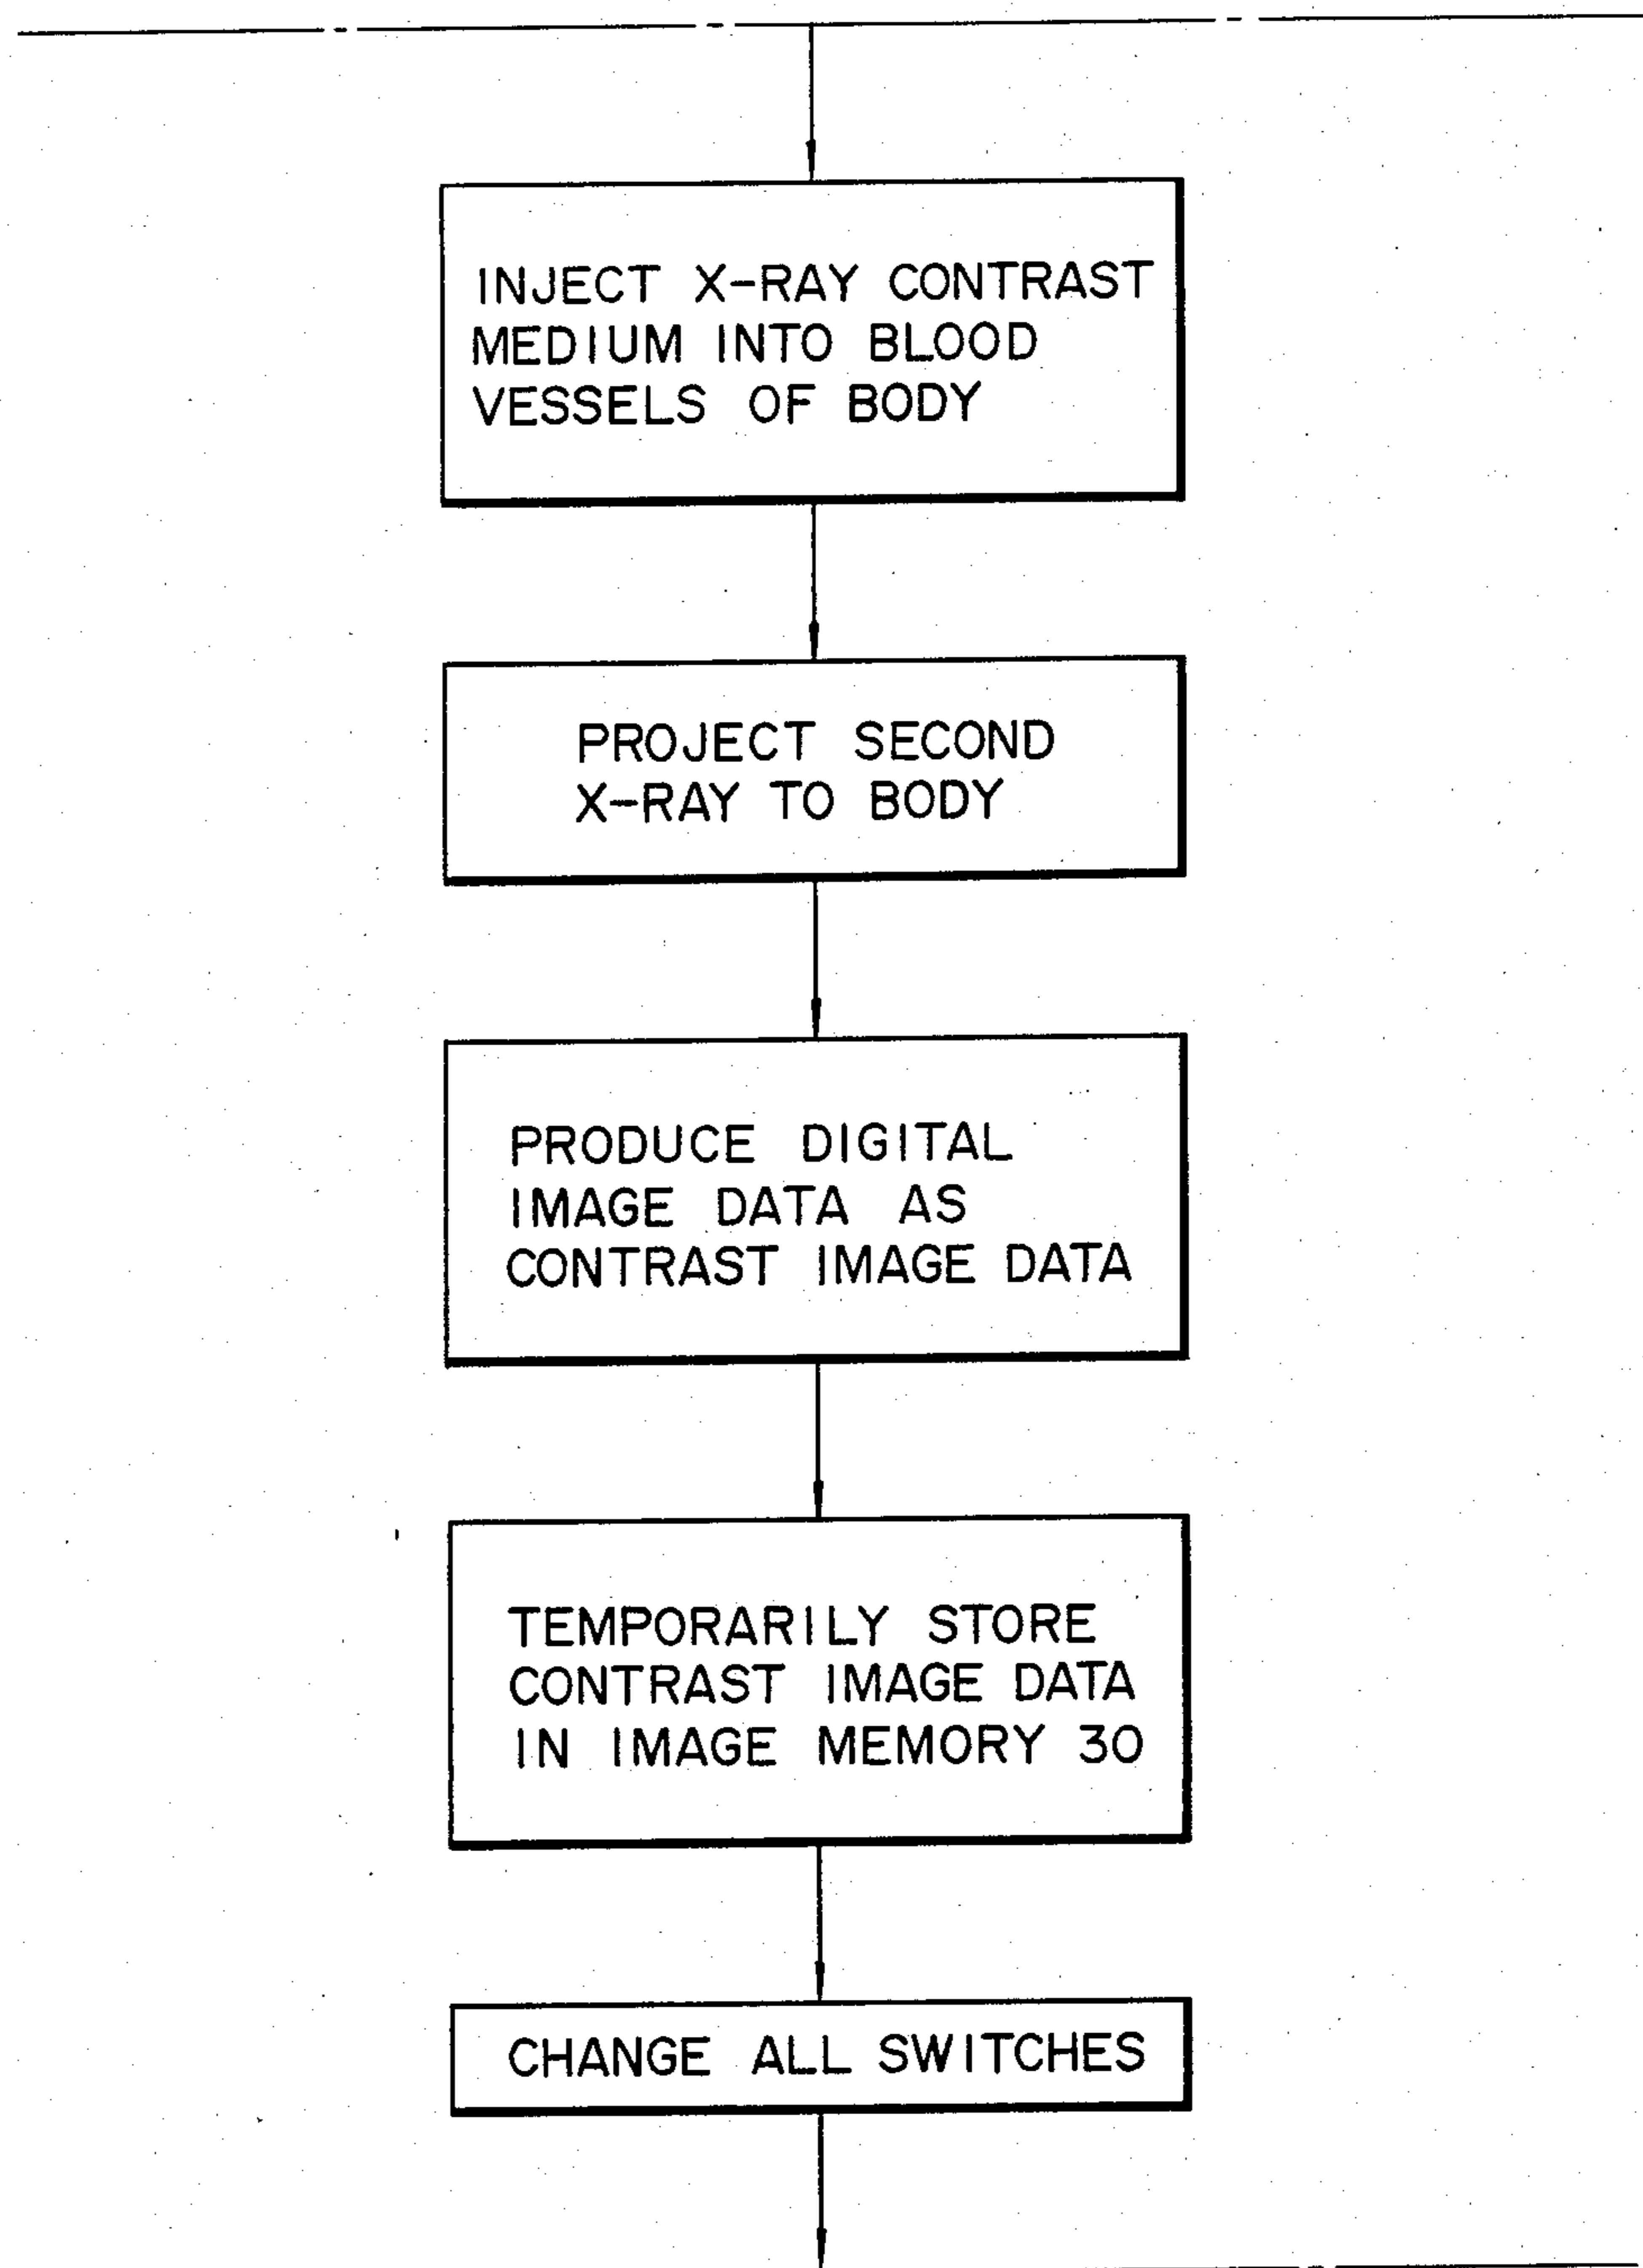 INJECT X-RAY CONTRAST
MEDIUM INTO BLOOD
VESSELS OF BODY
PROJECT SECOND
X-RAY TO BODY
PRODUCE DIGITAL
IMAGE DATA AS
CONTRAST IMAGE DATA
TEMPORARILY STORE
CONTRAST IMAGE DATA
IN IMAGE MEMORY 30
CHANGE ALL SWITCHES